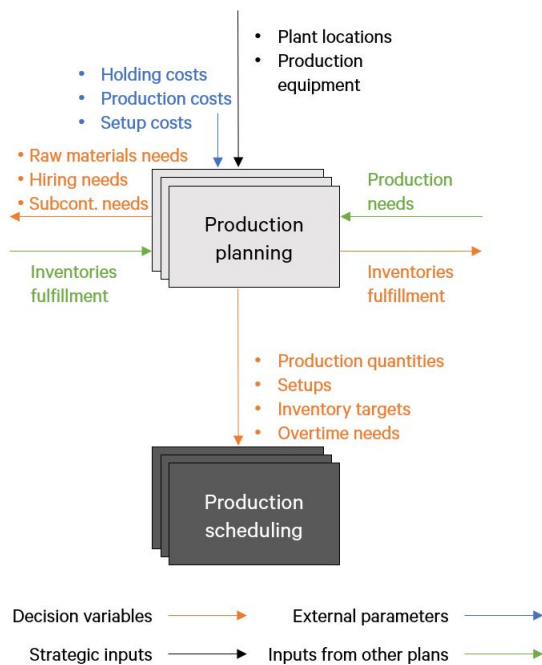 • Plant locations
• Production
equipment
• Holding costs
• Production costs
• Setup costs
• Raw materials needs
• Hiring needs
• Subcont. needs
Production
needs
Production
planning
Inventories
fulfillment
Inventories
fulfillment
• Production quantities
• Setups
• Inventory targets
• Overtime needs
Production
scheduling
Decision variables
External parameters
Strategic inputs
Inputs from other plans